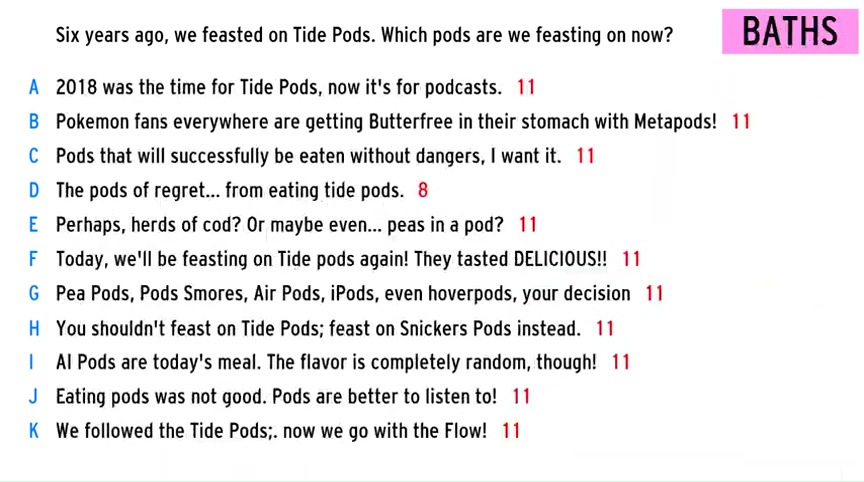 Six years ago, we feasted on Tide Pods. Which pods are we feasting on now?
BATHS
A 2018 was the time for Tide Pods, now it's for podcasts. 11
B Pokemon fans everywhere are getting Butterfree in their stomach with Metapods! 11
C Pods that will successfully be eaten without dangers, I want it. 11
D The pods of regret... from eating tide pods. 8
E Perhaps, herds of cod? Or maybe even... peas in a pod? 11
F Today, we'll be feasting on Tide pods again! They tasted DELICIOUS!! 11
G Pea Pods, Pods Smores, Air Pods, iPods, even hoverpods, your decision 11
H You shouldn't feast on Tide Pods; feast on Snickers Pods instead. 11
I AI Pods are today's meal. The flavor is completely random, though! 11
J Eating pods was not good. Pods are better to listen to! 11
K We followed the Tide Pods;. now we go with the Flow! 11